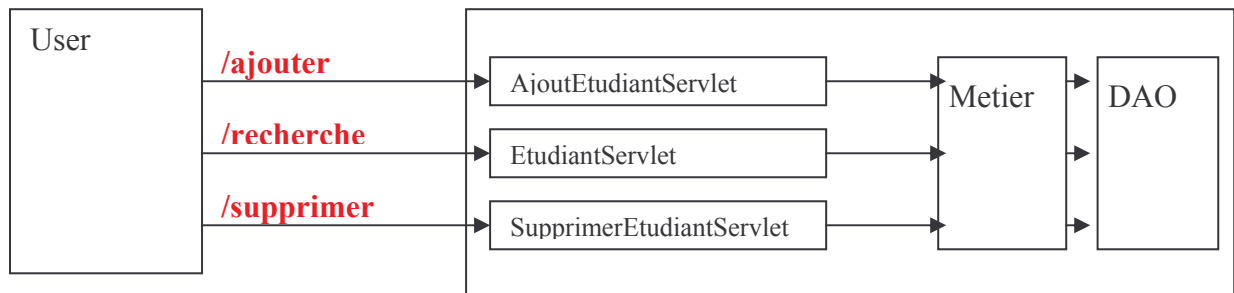 User
/ajouter
AjoutEtudiantServlet
Metier
DAO
/recherche
EtudiantServlet
/supprimer
SupprimerEtudiantServlet